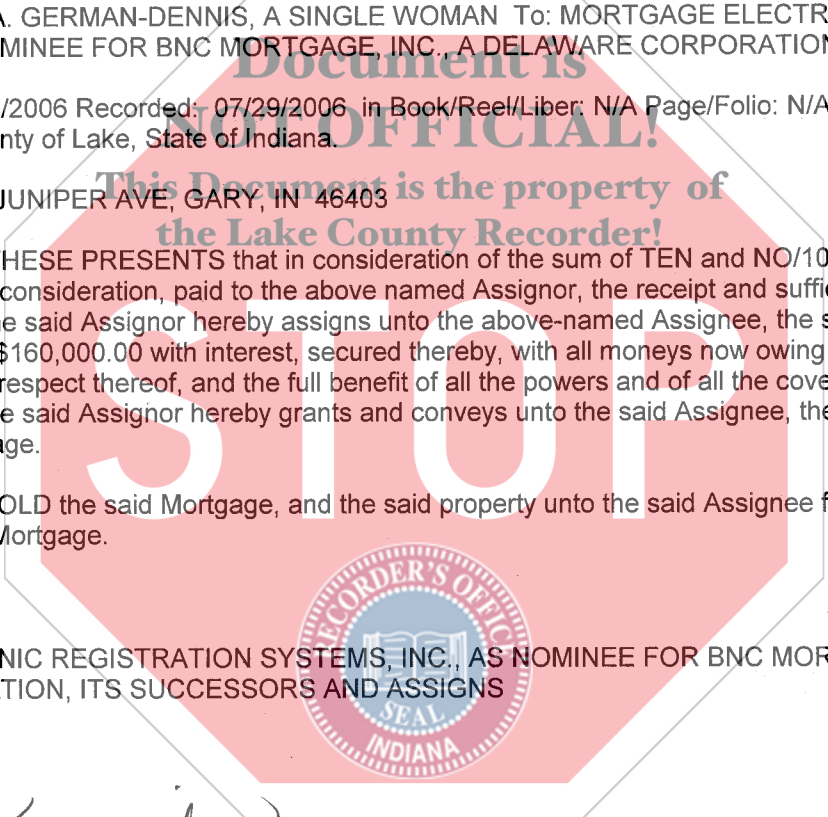 A. GERMAN-DENNIS, A SINGLE WOMAN To: MORTGAGE ELECTR
MINEE FOR BNC MORTGAGE, INC., A DELAWARE CORPORATION
Document is
/2006 Recorded: 07/29/2006 in Book/Reel/Liber: N/A Page/Folio: N/A
NOT OFFICIAL!
nty of Lake, State of Indiana.
This Document is the property of
JUNIPER AVE, GARY, IN 46403
the Lake County Recorder!
HESE PRESENTS that in consideration of the sum of TEN and NO/10
consideration, paid to the above named Assignor, the receipt and suffi
e said Assignor hereby assigns unto the above-named Assignee, the s
$160,000.00 with interest, secured thereby, with all moneys now owing
respect thereof, and the full benefit of all the powers and of all the cove
e said Assignor hereby grants and conveys unto the said Assignee, the
age.
STOP
OLD the said Mortgage, and the said property unto the said Assignee f
Mortgage.
RECORDER'S OFFICE
NIC REGISTRATION SYSTEMS, INC., AS NOMINEE FOR BNC MOR
TION, ITS SUCCESSORS AND ASSIGNS
SEAL
INDIANA